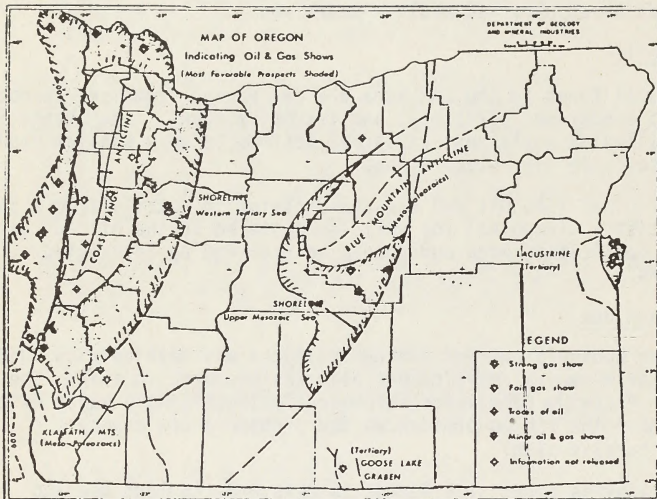 MAP OF OREGON
Indicating Oil & Gas Shows
(Most Favorable Prospects Shaded)
DEPARTMENT OF GEOLOGY
AND MINERAL INDUSTRIES
COAST RANGE
ANTICLINE
SHORELINE
Western Tertiary Sea
BLUE MOUNTAIN ANTICLINE
(Meso-Paleozoics)
SHORELINE
Upper Mesozoic Sea
LACUSTRINE
(Tertiary)
KLAMATH MTS.
(Meso-Paleozoics)
(Tertiary)
GOOSE LAKE
GRABEN
LEGEND
Strong gas show
Fair gas show
Traces of oil
Minor oil & gas shows
Information not released